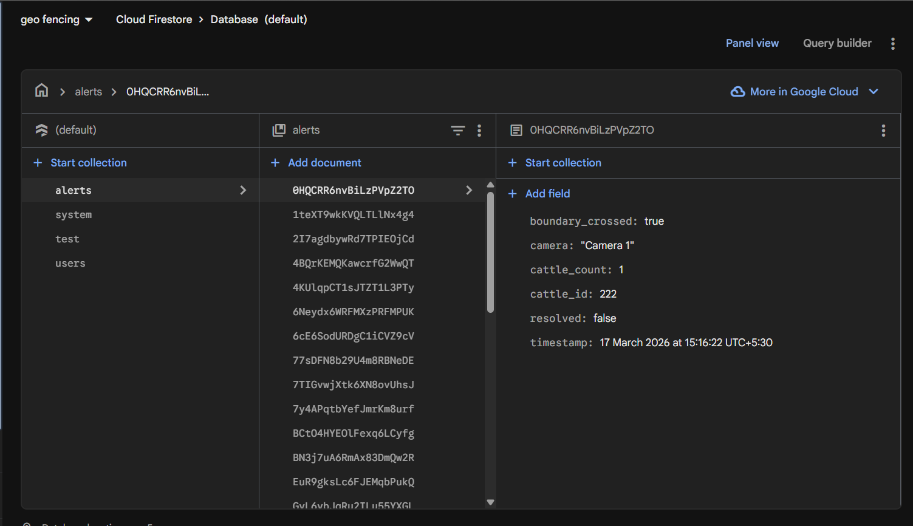 geo fencing Cloud Firestore > Database (default)
Panel view Query builder
alerts > 0HQCRR6nvBiL...
More in Google Cloud
(default)
+ Start collection
alerts
system
test
users
alerts
+ Add document
0HQCRR6nvBiLzPVpZ2TO
1teXT9wkKVQLTLlNx4g4
2I7agdbywRd7TPIEOjCd
4BQrKEMQKawcrfG2WwQT
4KUlqpCT1sJTZT1L3PTy
6Neydx6WRFMXzPRFMPUK
6cE6SodURDgC1iCVZ9cV
77sDFN8b29U4m8RBNeDE
7TIGvwjXtk6XN8ovUhsJ
7y4APqtbYefJmrKm8urf
BCtO4HYEOlFexq6LCyfg
BN3j7uA6RmAx83DmQw2R
EuR9gksLc6FJEMqbPukQ
0HQCRR6nvBiLzPVpZ2TO
+ Start collection
+ Add field
boundary_crossed: true
camera: "Camera 1"
cattle_count: 1
cattle_id: 222
resolved: false
timestamp: 17 March 2026 at 15:16:22 UTC+5:30